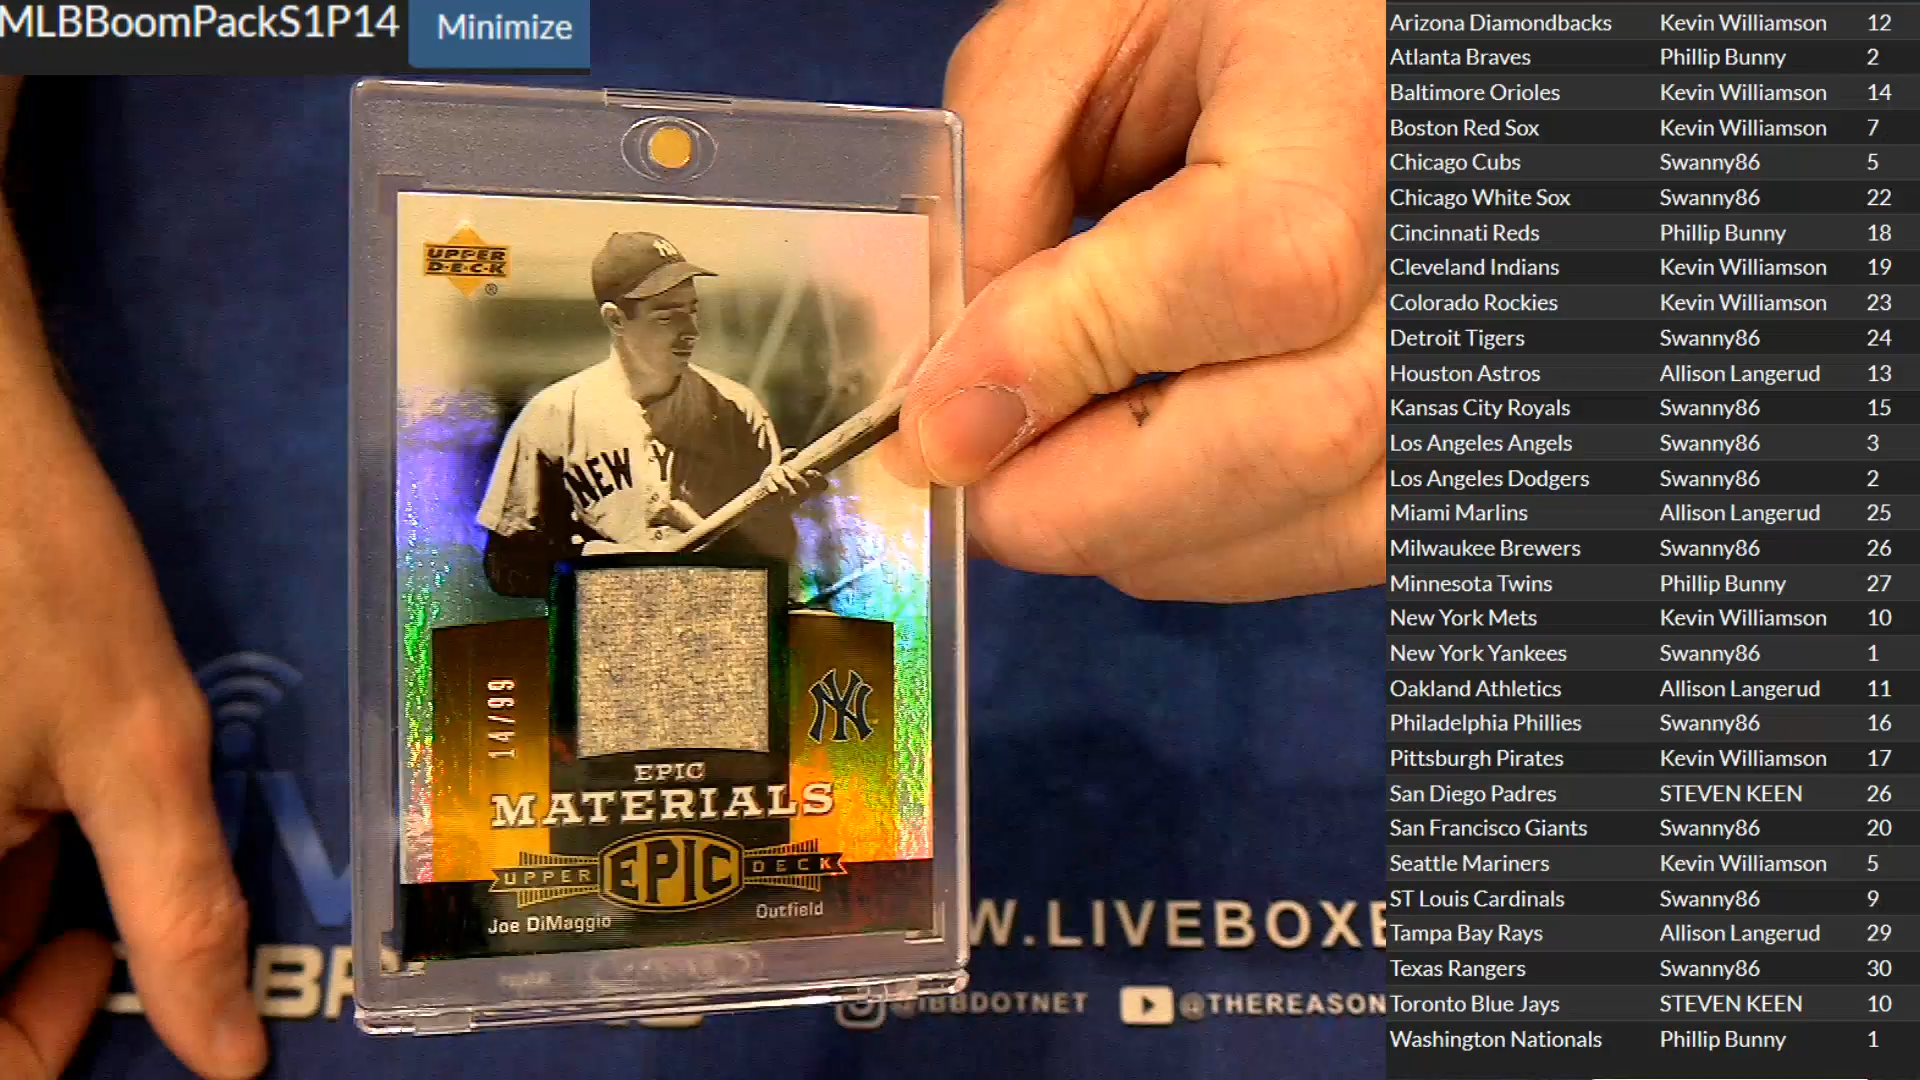 MLBBoomPackS1P14
Minimize
UPPER
D·E·C·K
®
NEW Y
14/99
NY
EPIC
MATERIALS
UPPER EPIC DECK
Joe DiMaggio
Outfield
W.LIVEBOXB
BR
IBBDOTNET
@THEREASON
Arizona Diamondbacks Kevin Williamson 12
Atlanta Braves Phillip Bunny 2
Baltimore Orioles Kevin Williamson 14
Boston Red Sox Kevin Williamson 7
Chicago Cubs Swanny86 5
Chicago White Sox Swanny86 22
Cincinnati Reds Phillip Bunny 18
Cleveland Indians Kevin Williamson 19
Colorado Rockies Kevin Williamson 23
Detroit Tigers Swanny86 24
Houston Astros Allison Langerud 13
Kansas City Royals Swanny86 15
Los Angeles Angels Swanny86 3
Los Angeles Dodgers Swanny86 2
Miami Marlins Allison Langerud 25
Milwaukee Brewers Swanny86 26
Minnesota Twins Phillip Bunny 27
New York Mets Kevin Williamson 10
New York Yankees Swanny86 1
Oakland Athletics Allison Langerud 11
Philadelphia Phillies Swanny86 16
Pittsburgh Pirates Kevin Williamson 17
San Diego Padres STEVEN KEEN 26
San Francisco Giants Swanny86 20
Seattle Mariners Kevin Williamson 5
ST Louis Cardinals Swanny86 9
Tampa Bay Rays Allison Langerud 29
Texas Rangers Swanny86 30
Toronto Blue Jays STEVEN KEEN 10
Washington Nationals Phillip Bunny 1